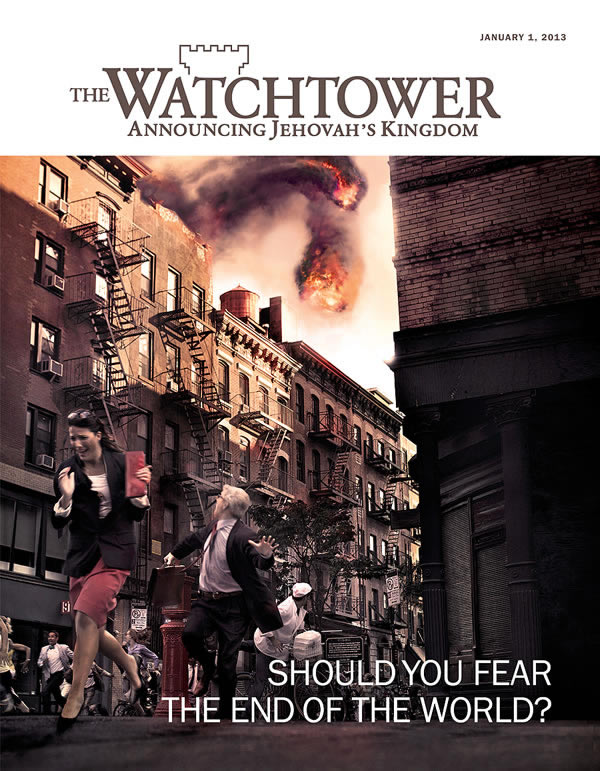 JANUARY 1, 2013
THE WATCHTOWER
ANNOUNCING JEHOVAH'S KINGDOM
SHOULD YOU FEAR
THE END OF THE WORLD?